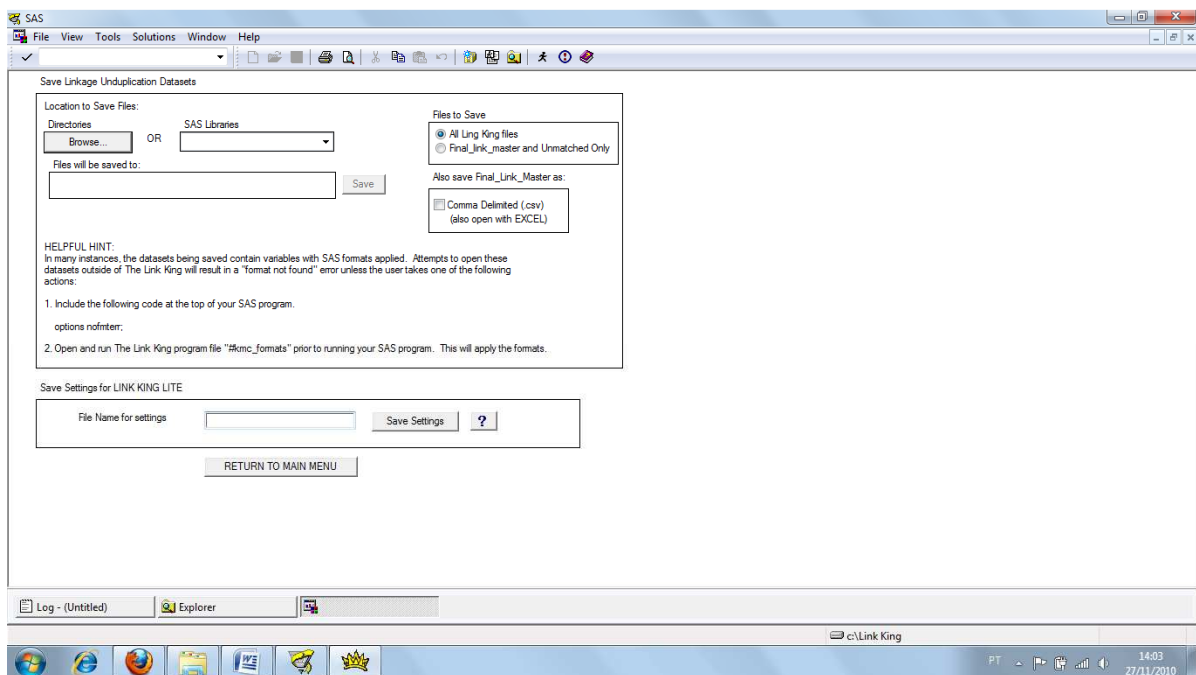 SAS
File View Tools Solutions Window Help
Save Linkage Unduplication Datasets
Location to Save Files:
Directories
OR
SAS Libraries
Browse...
Files will be saved to:
Save
Files to Save
All Ling King files
Final_link_master and Unmatched Only
Also save Final_Link_Master as:
Comma Delimited (.csv)
(also open with EXCEL)
HELPFUL HINT:
In many instances, the datasets being saved contain variables with SAS formats applied. Attempts to open these
datasets outside of The Link King will result in a "format not found" error unless the user takes one of the following
actions:
1. Include the following code at the top of your SAS program.
options nofmterr;
2. Open and run The Link King program file "#kmc_formats" prior to running your SAS program. This will apply the formats.
Save Settings for LINK KING LITE
File Name for settings
Save Settings
?
RETURN TO MAIN MENU
Log - (Untitled)
Explorer
c:\Link King
PT
14:03
27/11/2010